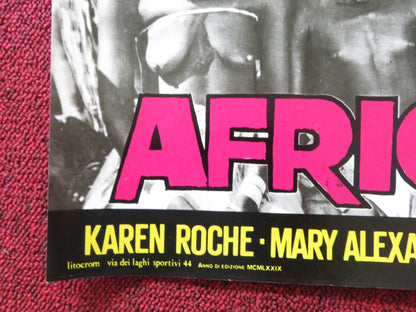 AFRIC
KAREN ROCHE · MARY ALEXA
litocrom via dei laghi sportivi 44 ANNO DI EDIZIONE MCMLXXIX